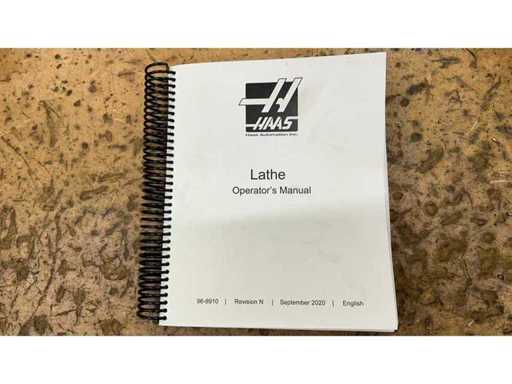 HAAS
Haas Automation Inc.
Lathe
Operator's Manual
96-8910 | Revision N | September 2020 | English